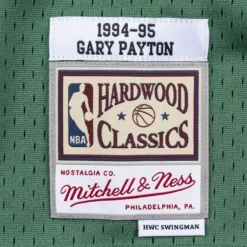 1994-95
GARY PAYTON
NBA
HARDWOOD
CLASSICS
NOSTALGIA CO.
Mitchell & Ness
PHILADELPHIA, PA.
HWC SWINGMAN